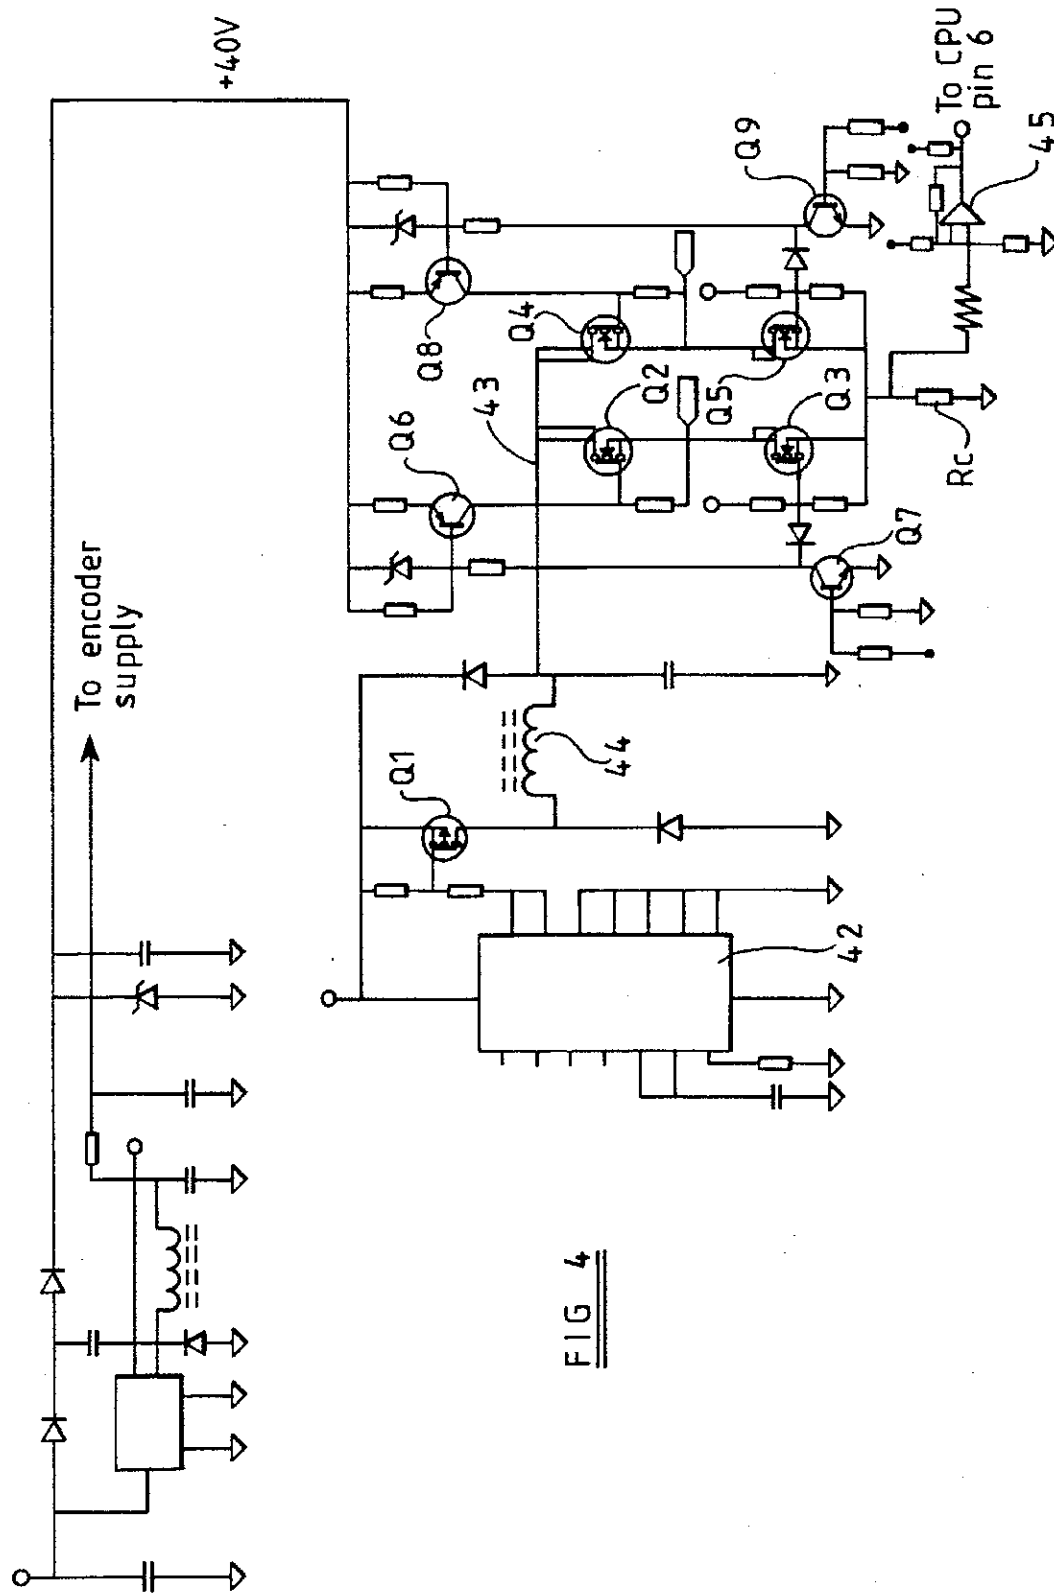 To encoder
supply
+40V
Q1
Q6
Q8
43
Q4
Q2
44
Q5
Q3
Q9
Q7
Rc
42
To CPU
pin 6
45
FIG 4